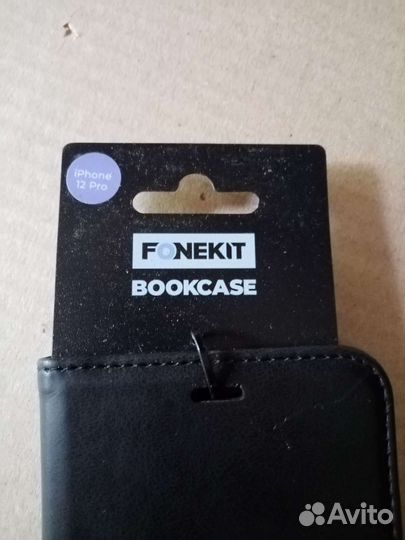 iPhone
12 Pro
FONEKIT
BOOKCASE
Avito